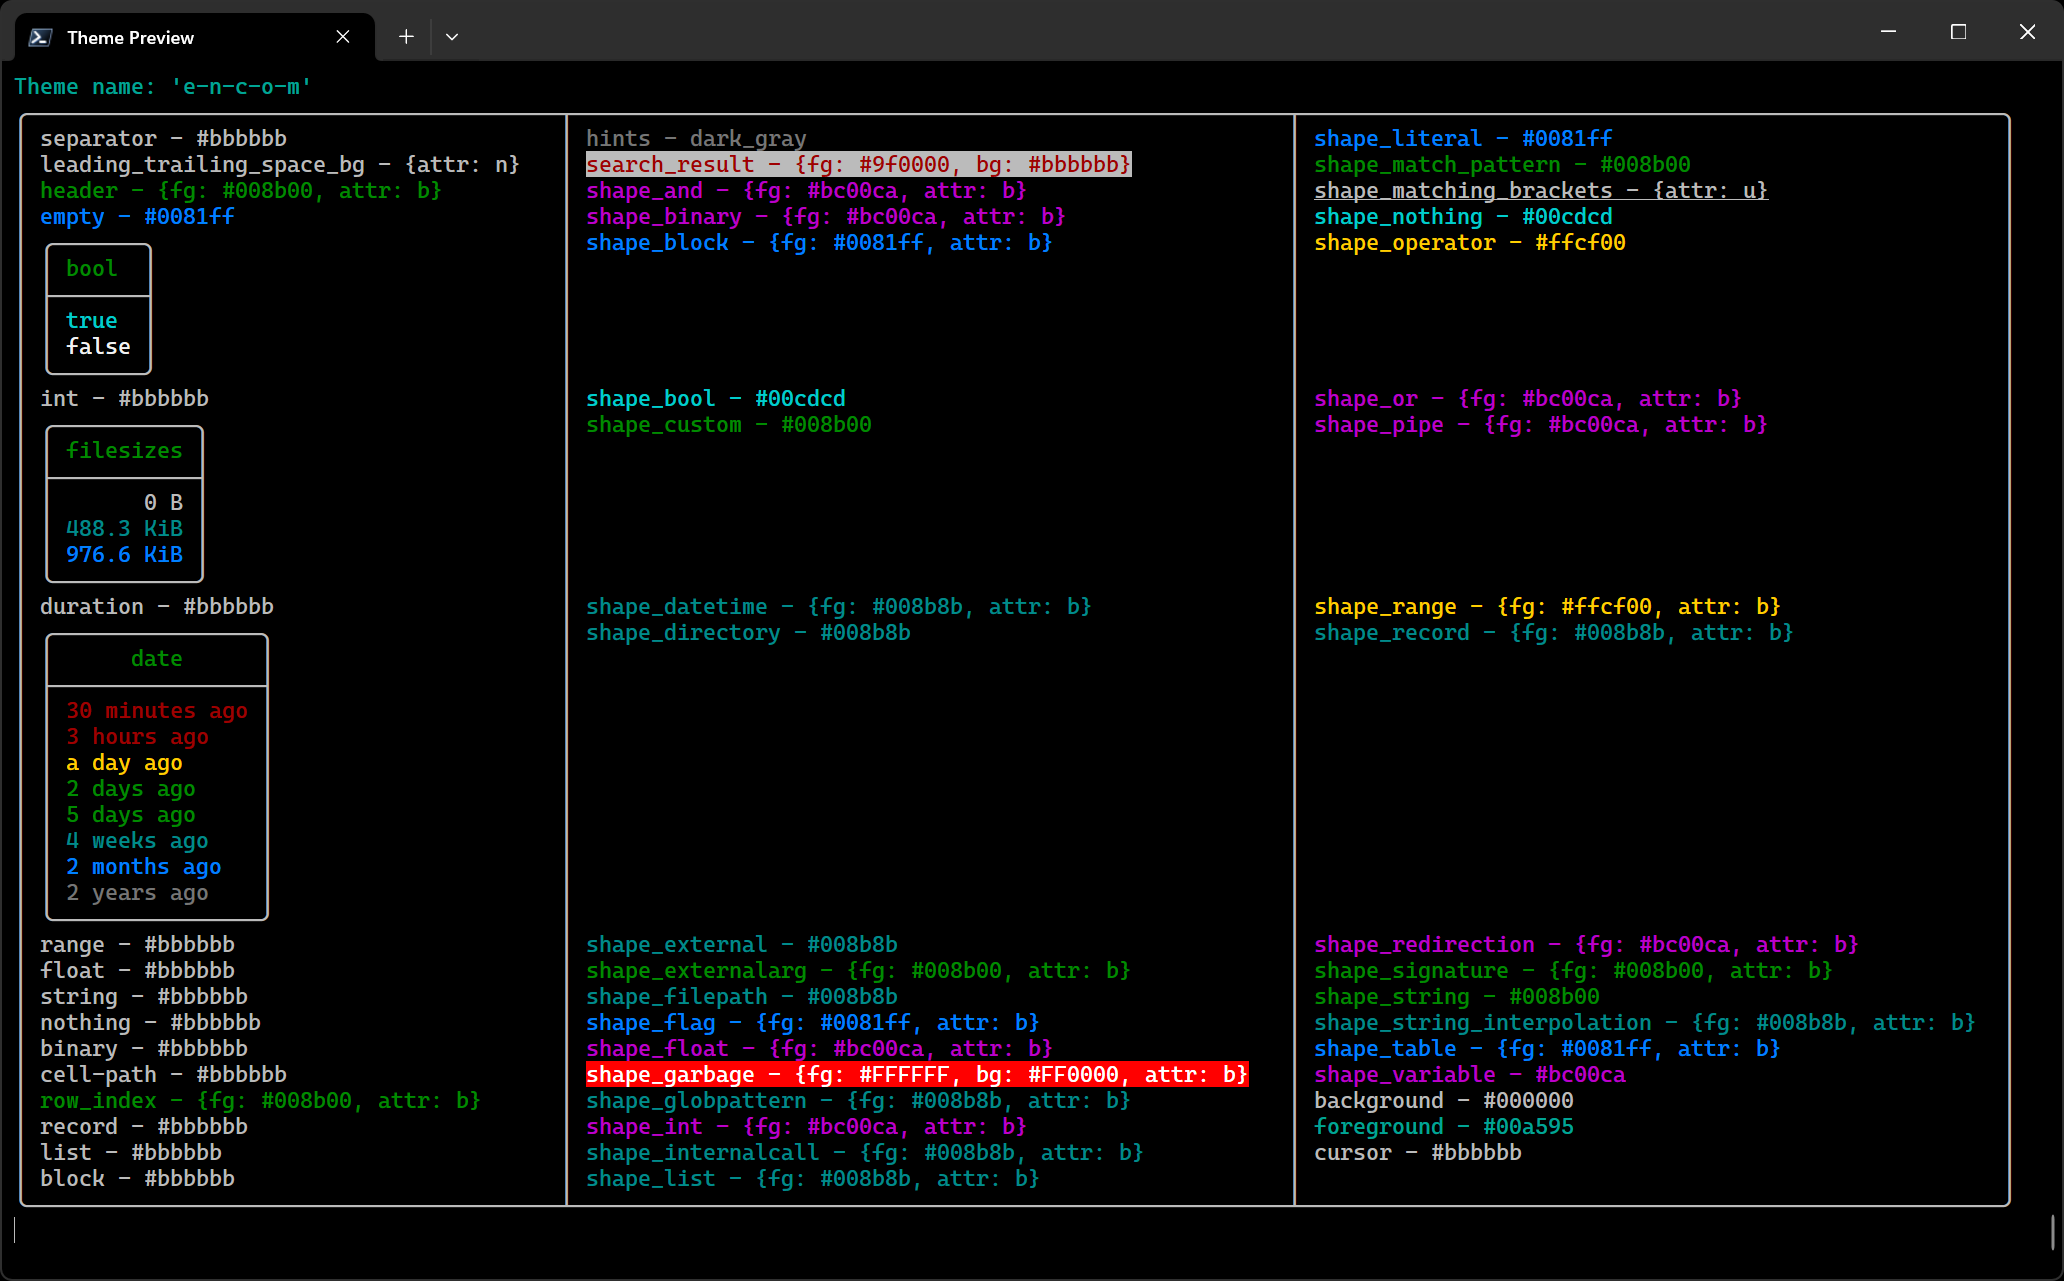 Theme Preview
Theme name: 'e-n-c-o-m'
separator - #bbbbbb
leading_trailing_space_bg - {attr: n}
header - {fg: #008b00, attr: b}
empty - #0081ff
bool
true
false
int - #bbbbbb
filesizes
0 B
488.3 KiB
976.6 KiB
duration - #bbbbbb
date
30 minutes ago
3 hours ago
a day ago
2 days ago
5 days ago
4 weeks ago
2 months ago
2 years ago
range - #bbbbbb
float - #bbbbbb
string - #bbbbbb
nothing - #bbbbbb
binary - #bbbbbb
cell-path - #bbbbbb
row_index - {fg: #008b00, attr: b}
record - #bbbbbb
list - #bbbbbb
block - #bbbbbb
hints - dark_gray
search_result - {fg: #9f0000, bg: #bbbbbb}
shape_and - {fg: #bc00ca, attr: b}
shape_binary - {fg: #bc00ca, attr: b}
shape_block - {fg: #0081ff, attr: b}
shape_bool - #00cdcd
shape_custom - #008b00
shape_datetime - {fg: #008b8b, attr: b}
shape_directory - #008b8b
shape_external - #008b8b
shape_externalarg - {fg: #008b00, attr: b}
shape_filepath - #008b8b
shape_flag - {fg: #0081ff, attr: b}
shape_float - {fg: #bc00ca, attr: b}
shape_garbage - {fg: #FFFFFF, bg: #FF0000, attr: b}
shape_globpattern - {fg: #008b8b, attr: b}
shape_int - {fg: #bc00ca, attr: b}
shape_internalcall - {fg: #008b8b, attr: b}
shape_list - {fg: #008b8b, attr: b}
shape_literal - #0081ff
shape_match_pattern - #008b00
shape_matching_brackets - {attr: u}
shape_nothing - #00cdcd
shape_operator - #ffcf00
shape_or - {fg: #bc00ca, attr: b}
shape_pipe - {fg: #bc00ca, attr: b}
shape_range - {fg: #ffcf00, attr: b}
shape_record - {fg: #008b8b, attr: b}
shape_redirection - {fg: #bc00ca, attr: b}
shape_signature - {fg: #008b00, attr: b}
shape_string - #008b00
shape_string_interpolation - {fg: #008b8b, attr: b}
shape_table - {fg: #0081ff, attr: b}
shape_variable - #bc00ca
background - #000000
foreground - #00a595
cursor - #bbbbbb